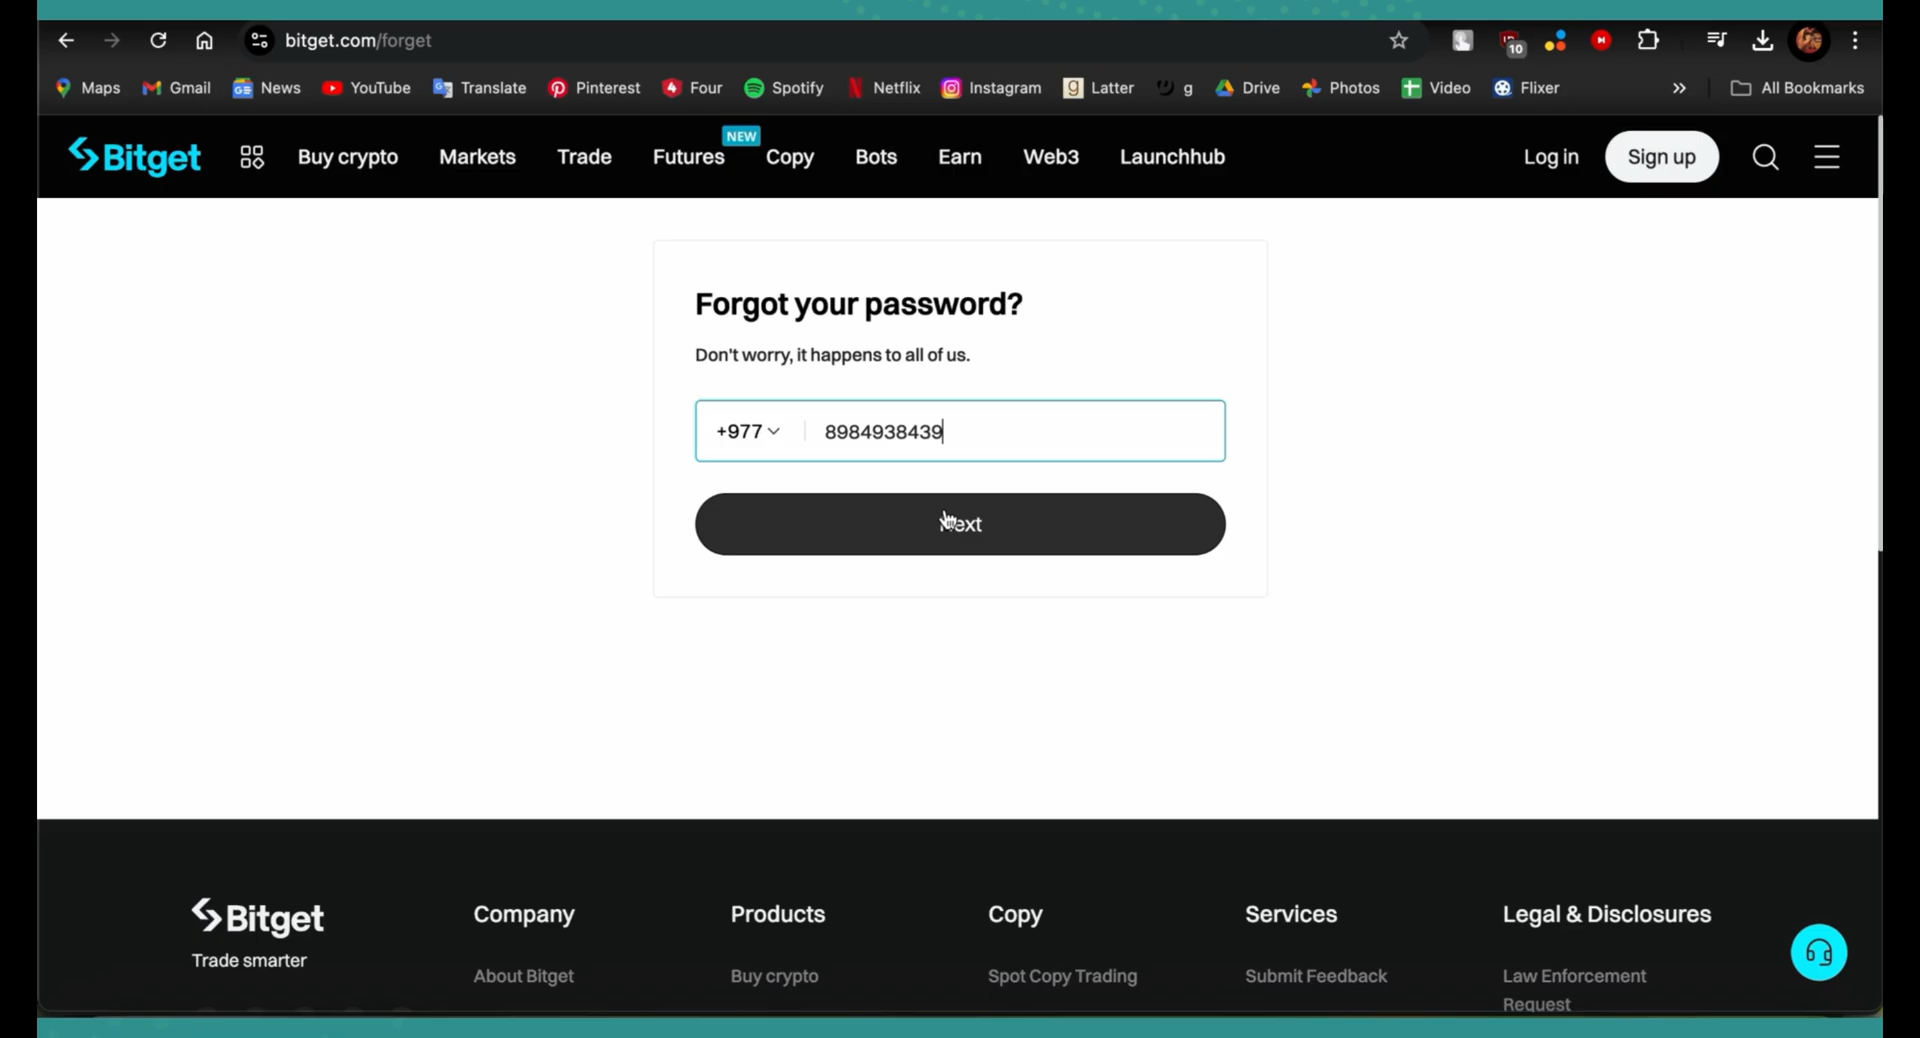 bitget.com/forget
10
Maps Gmail News YouTube Translate Pinterest Four Spotify Netflix Instagram Latter g Drive Photos Video Flixer » All Bookmarks
NEW
Bitget Buy crypto Markets Trade Futures Copy Bots Earn Web3 Launchhub Log in Sign up
Forgot your password?
Don't worry, it happens to all of us.
+977 8984938439
Next
Bitget Company Products Copy Services Legal & Disclosures
Trade smarter About Bitget Buy crypto Spot Copy Trading Submit Feedback Law Enforcement
Request